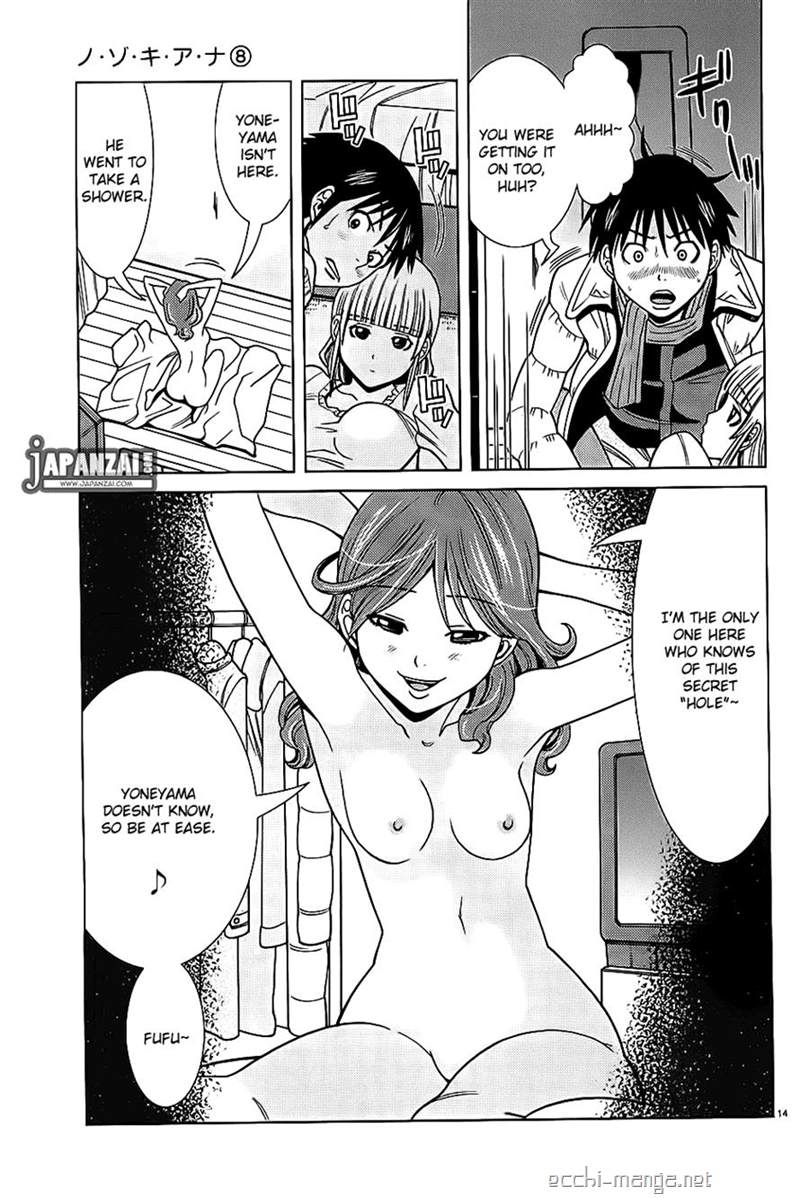 ノ・ゾ・キ・ア・ナ⑧
AHHH~
YOU WERE
GETTING IT
ON TOO,
HUH?
YONE-
YAMA
ISN'T
HERE.
HE
WENT TO
TAKE A
SHOWER.
JAPANZAI.com
WWW.JAPANZAI.COM
I'M THE ONLY
ONE HERE
WHO KNOWS
OF THIS
SECRET
"HOLE"~
YONEYAMA
DOESN'T KNOW,
SO BE AT EASE.
♪
FUFU~
14
ecchi-manga.net